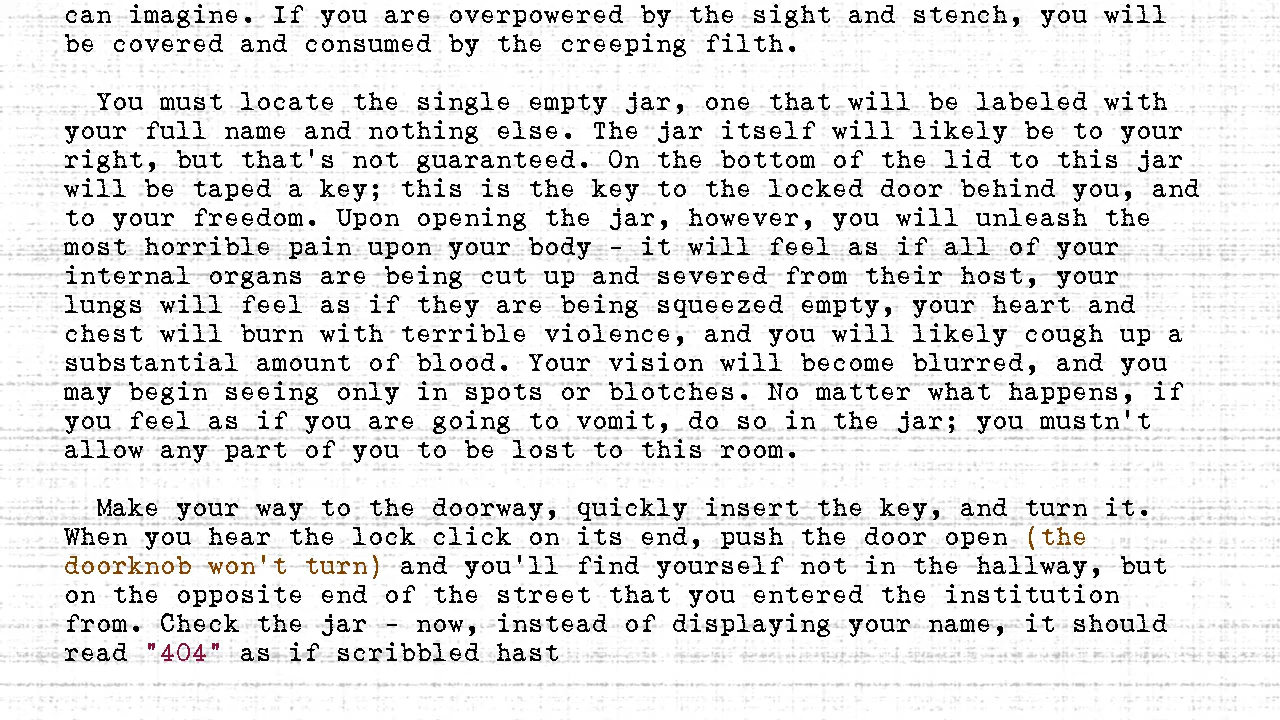 can imagine. If you are overpowered by the sight and stench, you will
be covered and consumed by the creeping filth.
You must locate the single empty jar, one that will be labeled with
your full name and nothing else. The jar itself will likely be to your
right, but that's not guaranteed. On the bottom of the lid to this jar
will be taped a key; this is the key to the locked door behind you, and
to your freedom. Upon opening the jar, however, you will unleash the
most horrible pain upon your body - it will feel as if all of your
internal organs are being cut up and severed from their host, your
lungs will feel as if they are being squeezed empty, your heart and
chest will burn with terrible violence, and you will likely cough up a
substantial amount of blood. Your vision will become blurred, and you
may begin seeing only in spots or blotches. No matter what happens, if
you feel as if you are going to vomit, do so in the jar; you mustn't
allow any part of you to be lost to this room.
Make your way to the doorway, quickly insert the key, and turn it.
When you hear the lock click on its end, push the door open (the
doorknob won't turn) and you'll find yourself not in the hallway, but
on the opposite end of the street that you entered the institution
from. Check the jar - now, instead of displaying your name, it should
read "404" as if scribbled hast